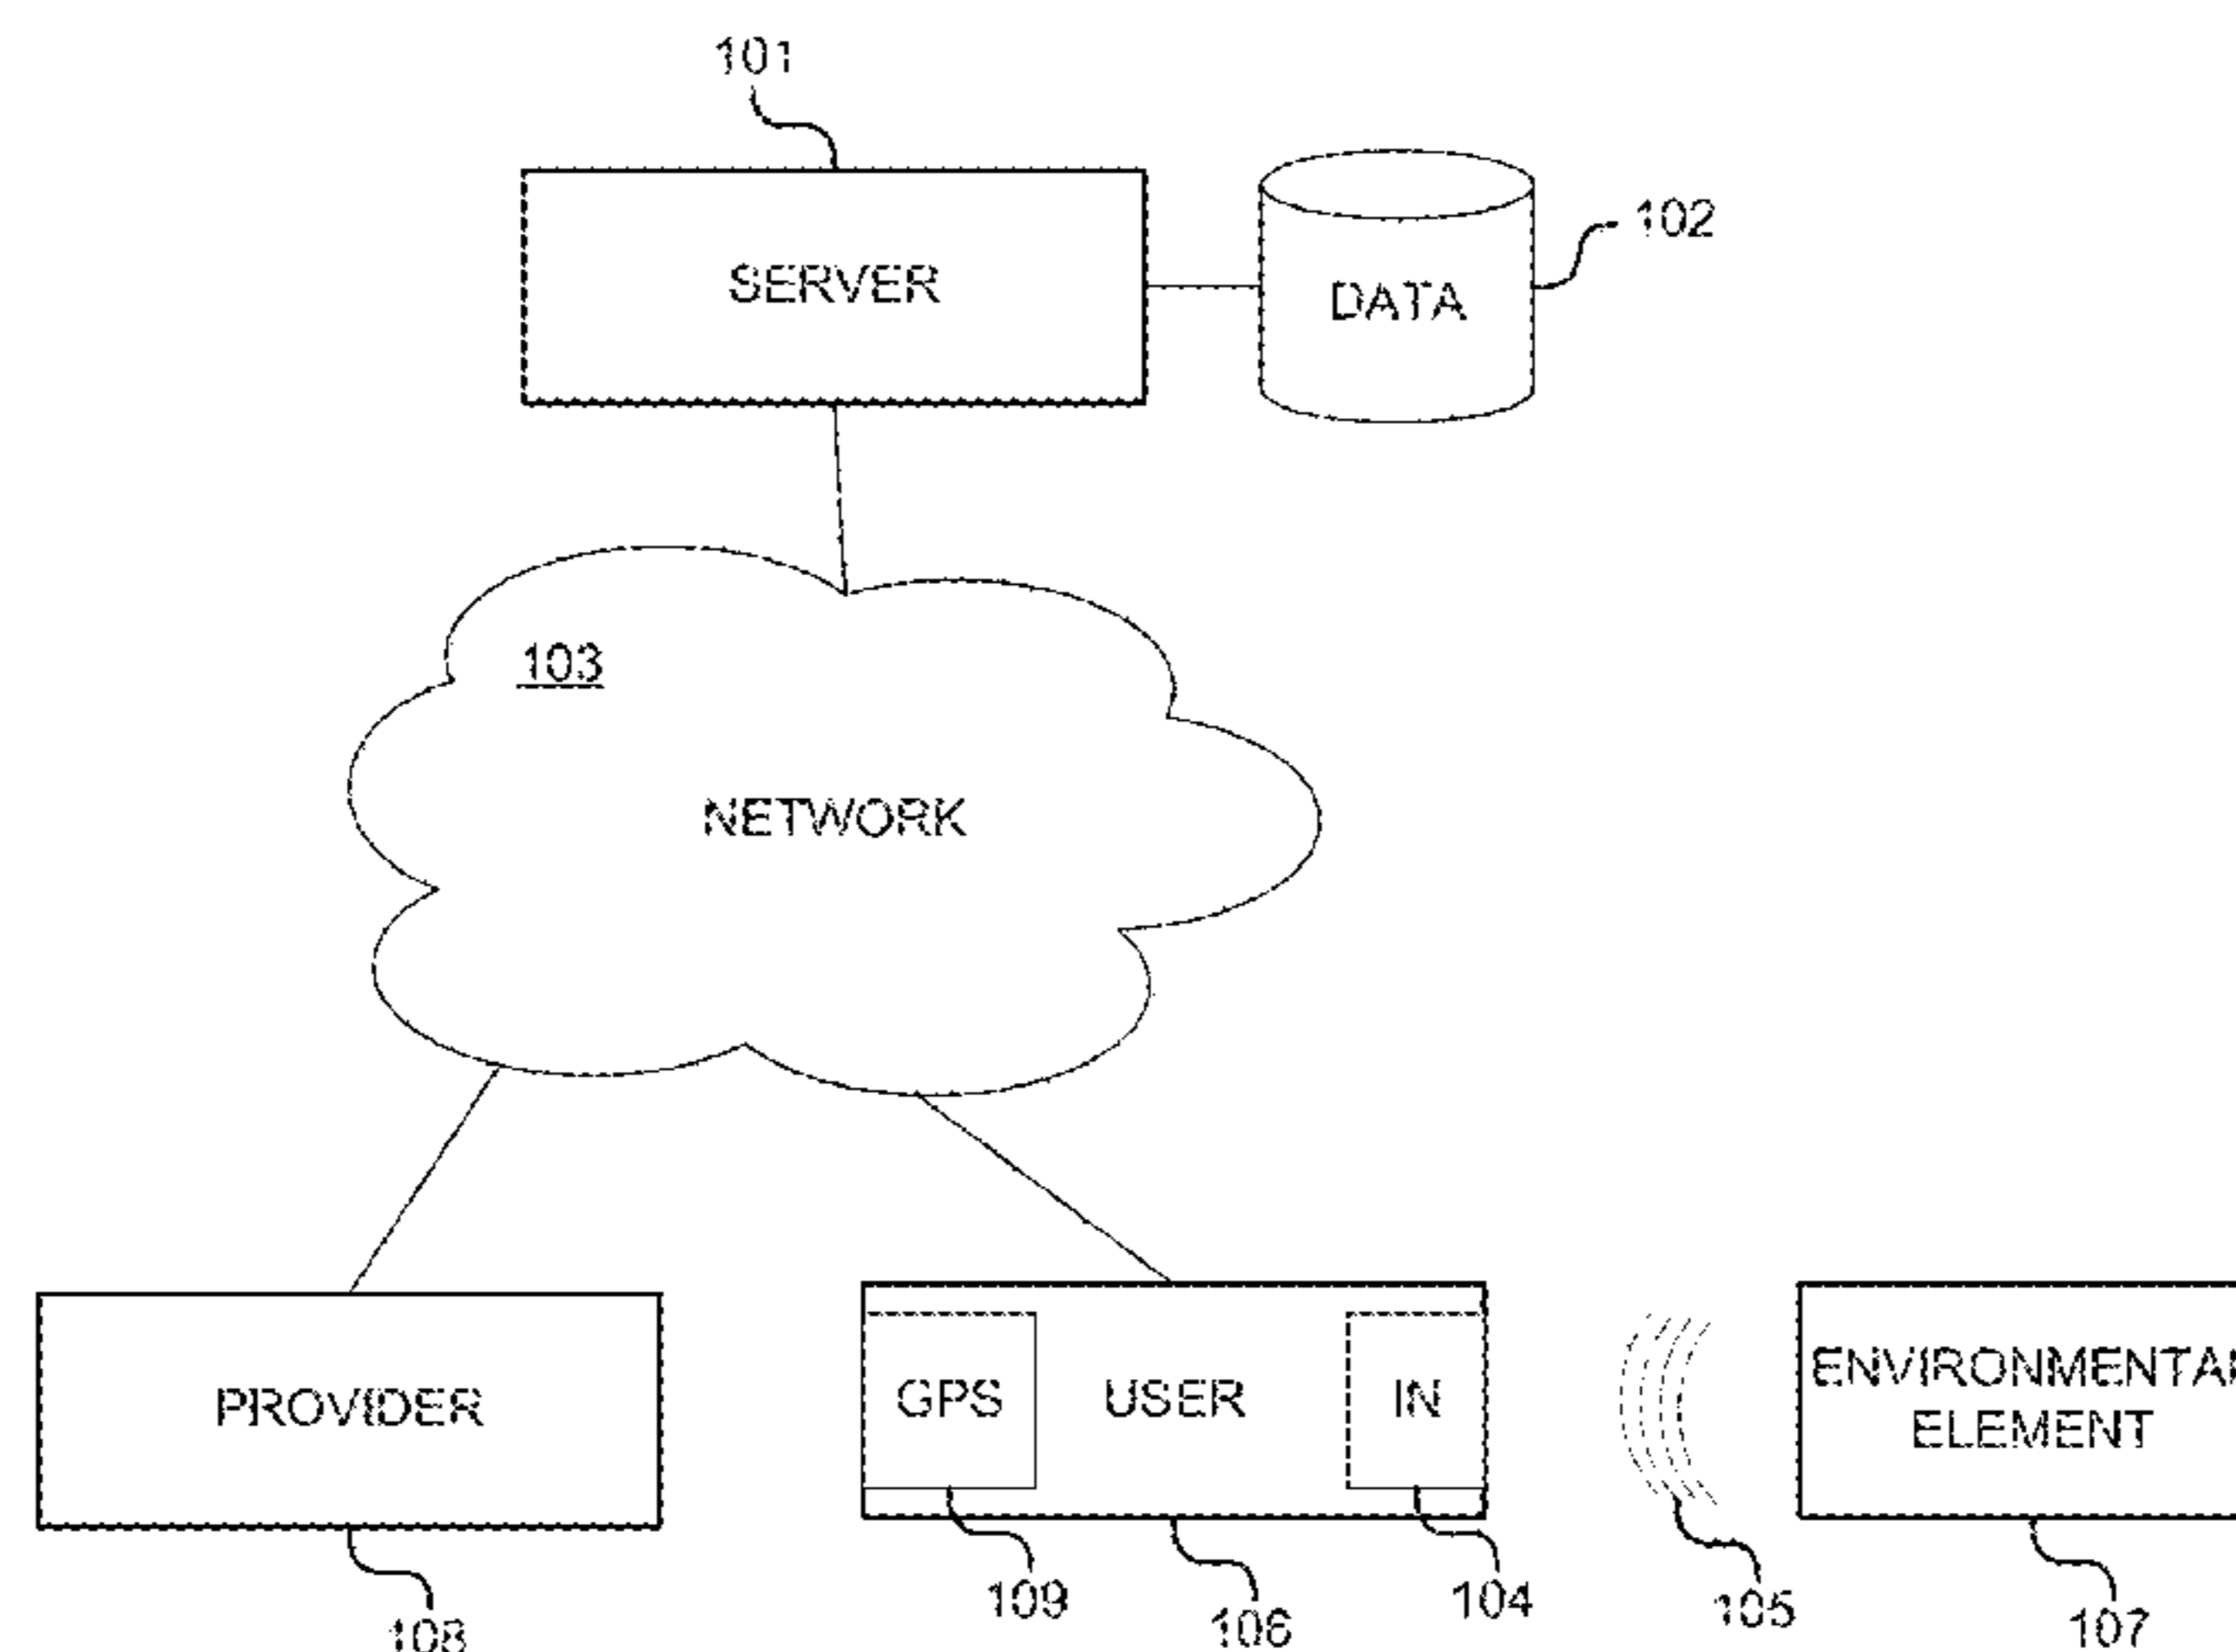 101
102
SERVER
DATA
103
NETWORK
PROVIDER
GPS
USER
IN
ENVIRONMENTAL
ELEMENT
109
106
104
105
107
108